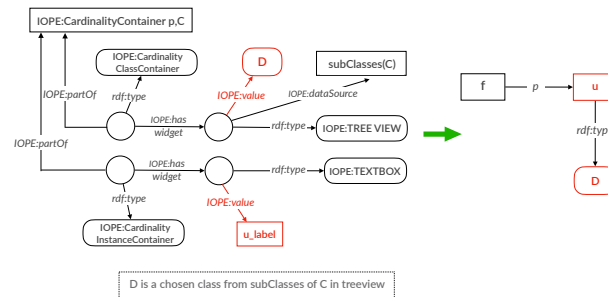 IOPE:CardinalityContainer p,C
IOPE:Cardinality
ClassContainer
D
subClasses(C)
IOPE:partOf
rdf:type
IOPE:value
IOPE:dataSource
IOPE:has
widget
rdf:type
IOPE:TREE VIEW
IOPE:partOf
IOPE:has
widget
rdf:type
IOPE:TEXTBOX
rdf:type
IOPE:value
IOPE:Cardinality
InstanceContainer
u_label
f
p
u
rdf:typ
D
D is a chosen class from subClasses of C in treeview